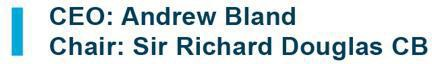 CEO: Andrew Bland
Chair: Sir Richard Douglas CB